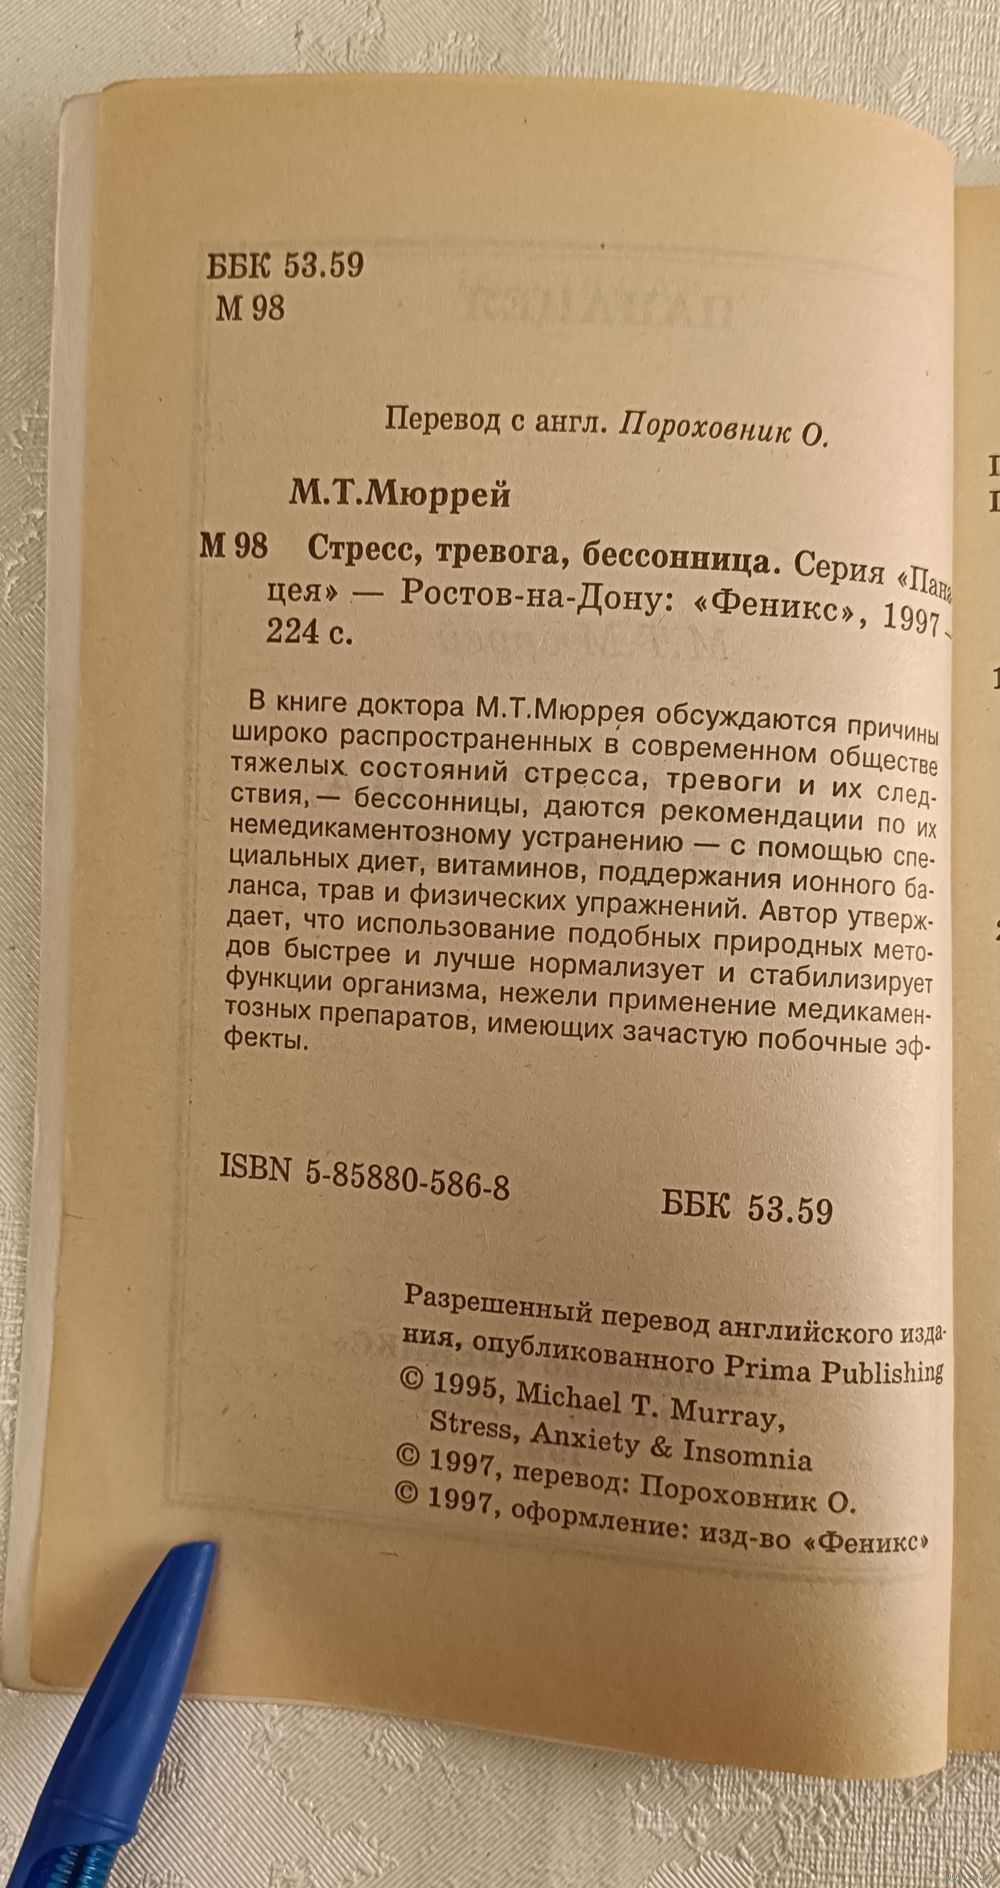 ББК 53.59
М 98
Перевод с англ. Пороховник О.
М.Т.Мюррей
М 98 Стресс, тревога, бессонница. Серия «Пана
цея» — Ростов-на-Дону: «Феникс», 1997 –
224 с.
В книге доктора М.Т.Мюррея обсуждаются причины
широко распространенных в современном обществе
тяжелых состояний стресса, тревоги и их след-
ствия, — бессонницы, даются рекомендации по их
немедикаментозному устранению — с помощью спе-
циальных диет, витаминов, поддержания ионного ба-
ланса, трав и физических упражнений. Автор утверж-
дает, что использование подобных природных мето-
дов быстрее и лучше нормализует и стабилизирует
функции организма, нежели применение медикамен-
тозных препаратов, имеющих зачастую побочные эф-
фекты.
ISBN 5-85880-586-8
ББК 53.59
Разрешенный перевод английского изда-
ния, опубликованного Prima Publishing
© 1995, Michael T. Murray,
Stress, Anxiety & Insomnia
© 1997, перевод: Пороховник О.
© 1997, оформление: изд-во «Феникс»